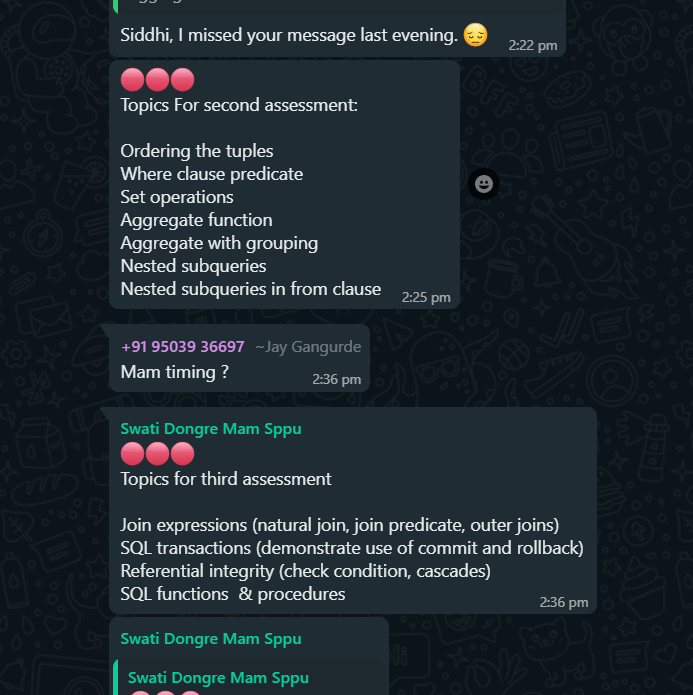 Siddhi, I missed your message last evening. 😔
2:22 pm
🔴🔴🔴
Topics For second assessment:
Ordering the tuples
Where clause predicate
Set operations
Aggregate function
Aggregate with grouping
Nested subqueries
Nested subqueries in from clause
2:25 pm
+91 95039 36697 ~Jay Gangurde
Mam timing ?
2:36 pm
Swati Dongre Mam Sppu
🔴🔴🔴
Topics for third assessment
Join expressions (natural join, join predicate, outer joins)
SQL transactions (demonstrate use of commit and rollback)
Referential integrity (check condition, cascades)
SQL functions & procedures
2:36 pm
Swati Dongre Mam Sppu
Swati Dongre Mam Sppu